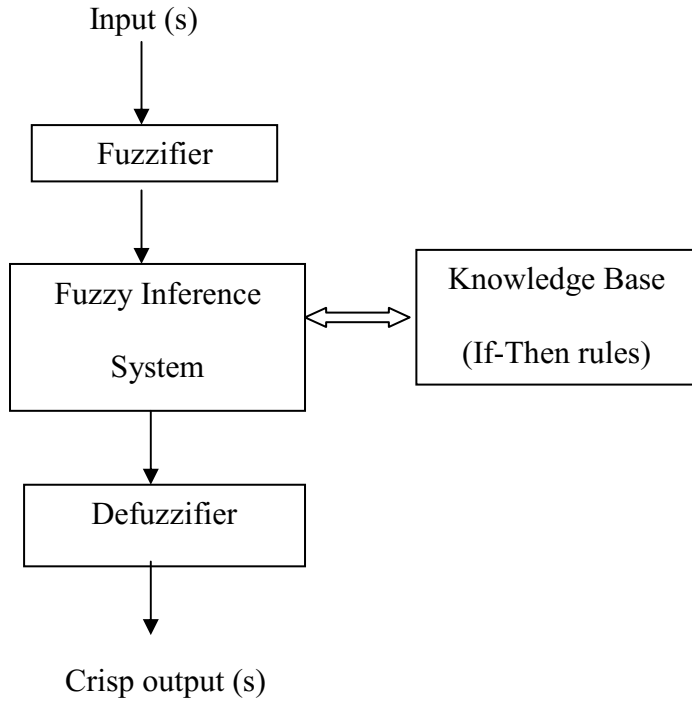 Input (s)
Fuzzifier
Fuzzy Inference
System
Knowledge Base
(If-Then rules)
Defuzzifier
Crisp output (s)